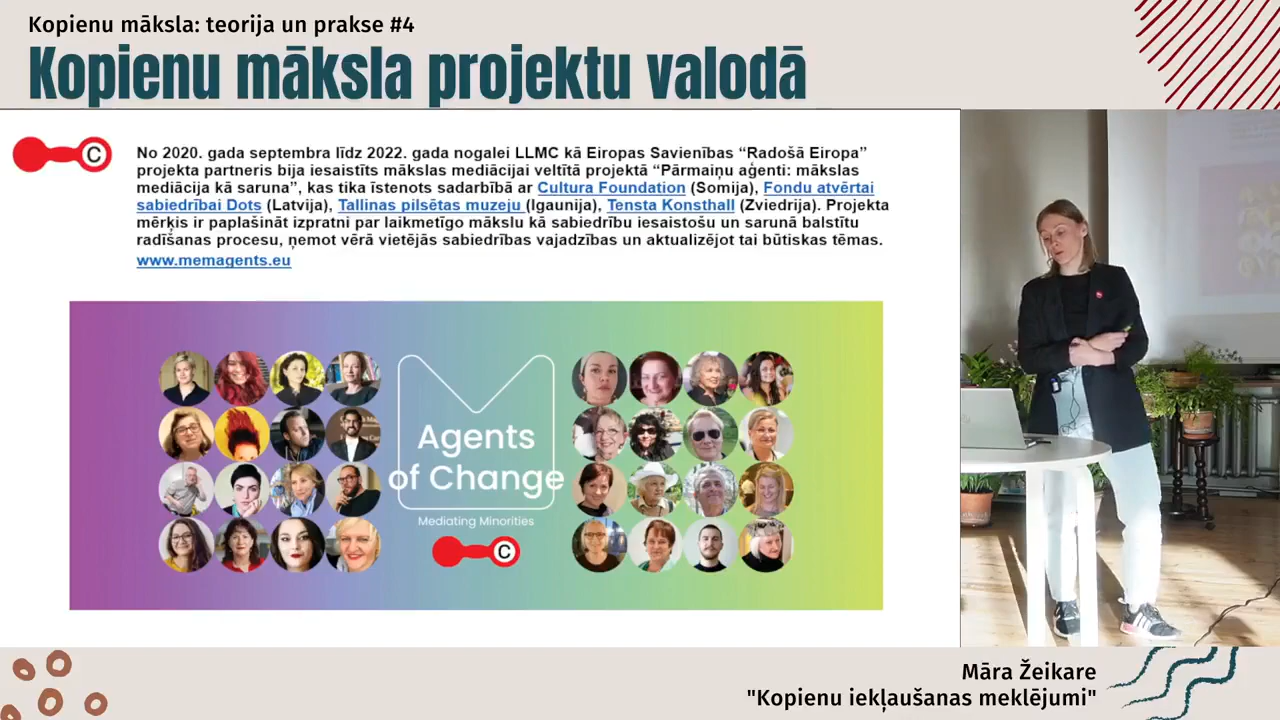 Kopienu māksla: teorija un prakse #4
Kopienu māksla projektu valodā
C
No 2020. gada septembra līdz 2022. gada nogalei LLMC kā Eiropas Savienības “Radošā Eiropa”
projekta partneris bija iesaistīts mākslas mediācijai veltītā projektā “Pārmaiņu aģenti: mākslas
mediācija kā saruna”, kas tika īstenots sadarbībā ar Cultura Foundation (Somija), Fondu atvērtai
sabiedrībai Dots (Latvija), Tallinas pilsētas muzeju (Igaunija), Tensta Konsthall (Zviedrija). Projekta
mērķis ir paplašināt izpratni par laikmetīgo mākslu kā sabiedrību iesaistošu un sarunā balstītu
radīšanas procesu, ņemot vērā vietējās sabiedrības vajadzības un aktualizējot tai būtiskas tēmas.
www.memagents.eu
Agents
of Change
Mediating Minorities
C
Māra Žeikare
"Kopienu iekļaušanas meklējumi"